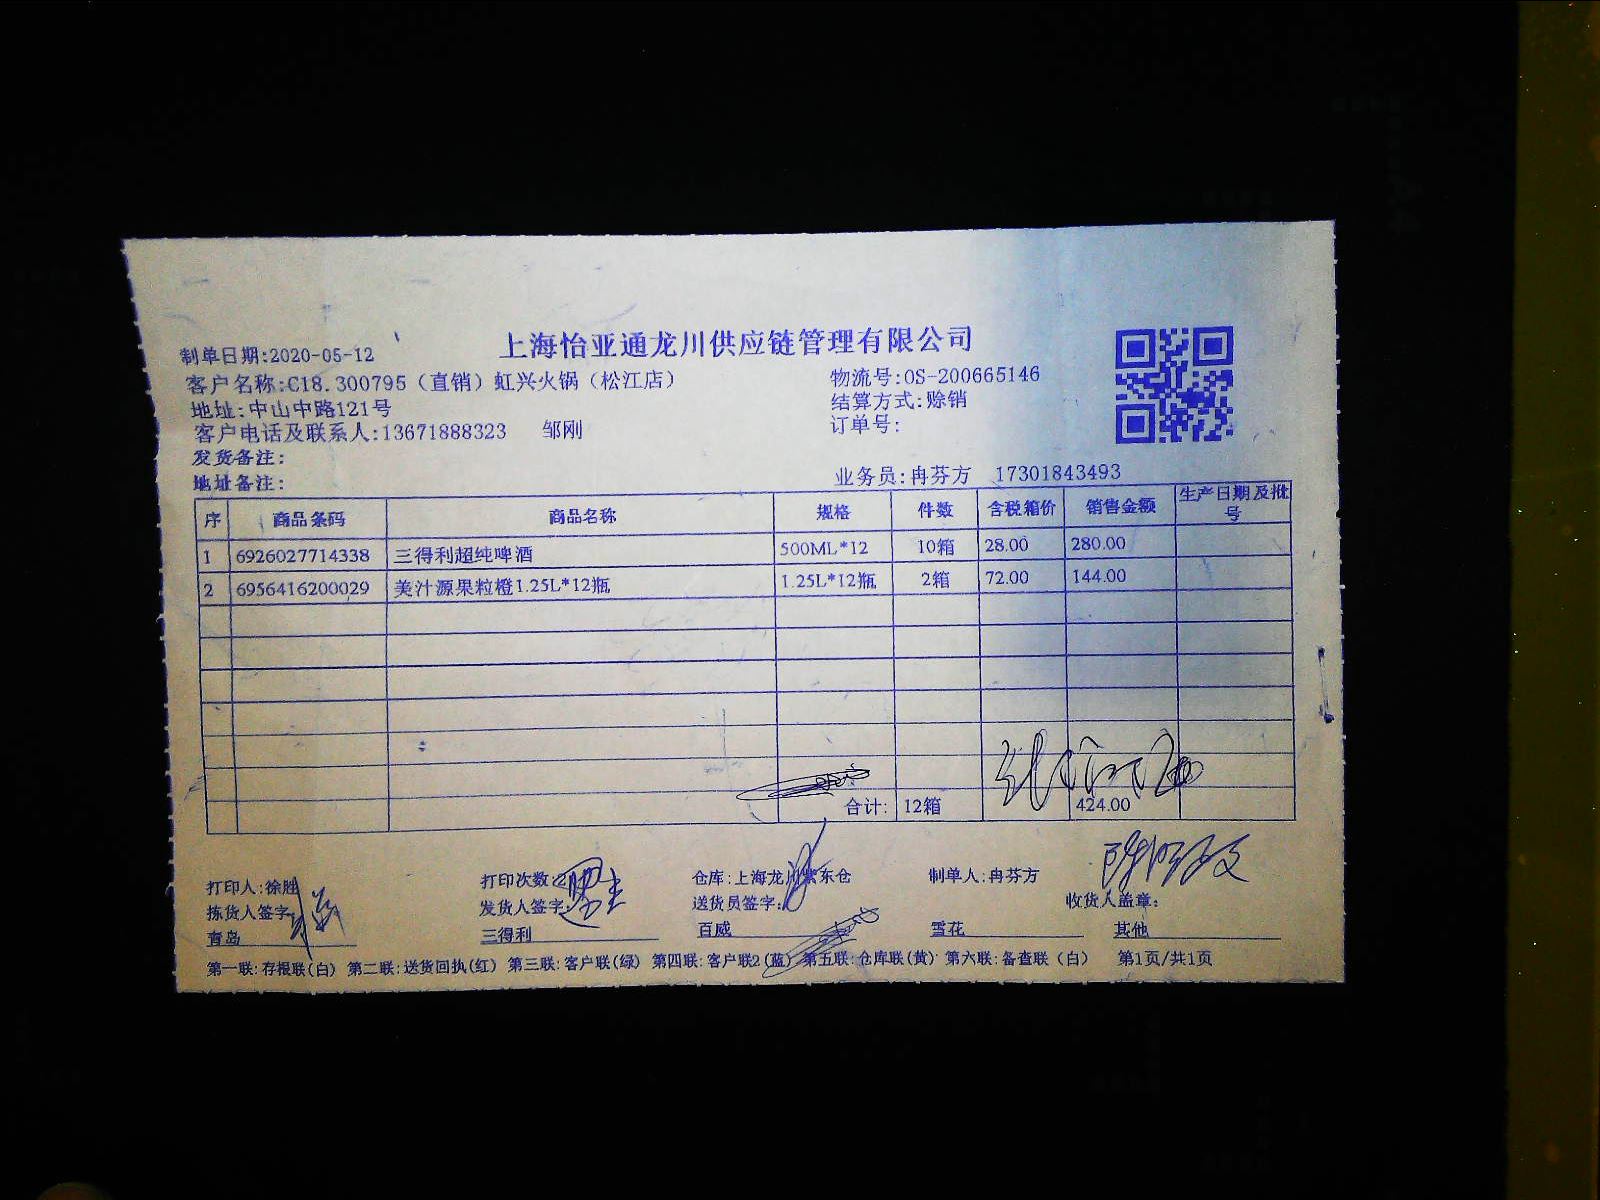 上海怡亚通龙川供应链管理有限公司
制单日期:2020-05-12
客户名称:C18.300795（直销）虹兴火锅（松江店） 物流号:OS-200665146
地址:中山中路121号 结算方式:赊销
客户电话及联系人:13671888323 邹刚 订单号:
发货备注:
地址备注: 业务员:冉芬方 17301843493
序 商品条码 商品名称 规格 件数 含税箱价 销售金额 生产日期及批号
1 6926027714338 三得利超纯啤酒 500ML*12 10箱 28.00 280.00
2 6956416200029 美汁源果粒橙1.25L*12瓶 1.25L*12瓶 2箱 72.00 144.00
合计: 12箱 424.00
打印人:徐胜 打印次数: 仓库:上海龙川 东仓 制单人:冉芬方
拣货人签字: 发货人签字: 送货员签字: 收货人盖章:
青岛 三得利 百威 雪花 其他
第一联:存根联(白) 第二联:送货回执(红) 第三联:客户联(绿) 第四联:客户联2(蓝) 第五联:仓库联(黄) 第六联:备查联（白） 第1页/共1页